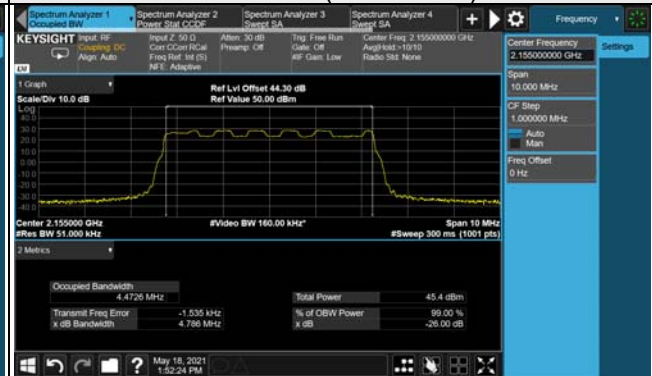 Spectrum Analyzer 1
Occupied BW
Spectrum Analyzer 2
Power Stat CCDF
Spectrum Analyzer 3
Swept SA
Spectrum Analyzer 4
Swept SA
Frequency
KEYSIGHT
Input: RF
Coupling: DC
Align: Auto
Input Z: 50 Ω
Corr CCorr RCal
Freq Ref: Int (S)
NFE: Adaptive
Atten: 30 dB
Preamp: Off
Trig: Free Run
Gate: Off
#IF Gain: Low
Center Freq: 2.155000000 GHz
Avg|Hold:>10/10
Radio Std: None
Center Frequency
2.155000000 GHz
Settings
Span
10.000 MHz
CF Step
1.000000 MHz
Auto
Man
Freq Offset
0 Hz
1 Graph
Scale/Div 10.0 dB
Ref Lvl Offset 44.30 dB
Ref Value 50.00 dBm
Log
40.0
30.0
20.0
10.0
0.00
-10.0
-20.0
-30.0
-40.0
Center 2.155000 GHz
#Res BW 51.000 kHz
#Video BW 160.00 kHz*
Span 10 MHz
#Sweep 300 ms (1001 pts)
2 Metrics
Occupied Bandwidth
4.4726 MHz
Total Power
45.4 dBm
Transmit Freq Error
-1.535 kHz
% of OBW Power
99.00 %
x dB Bandwidth
4.786 MHz
x dB
-26.00 dB
May 18, 2021
1:52:24 PM